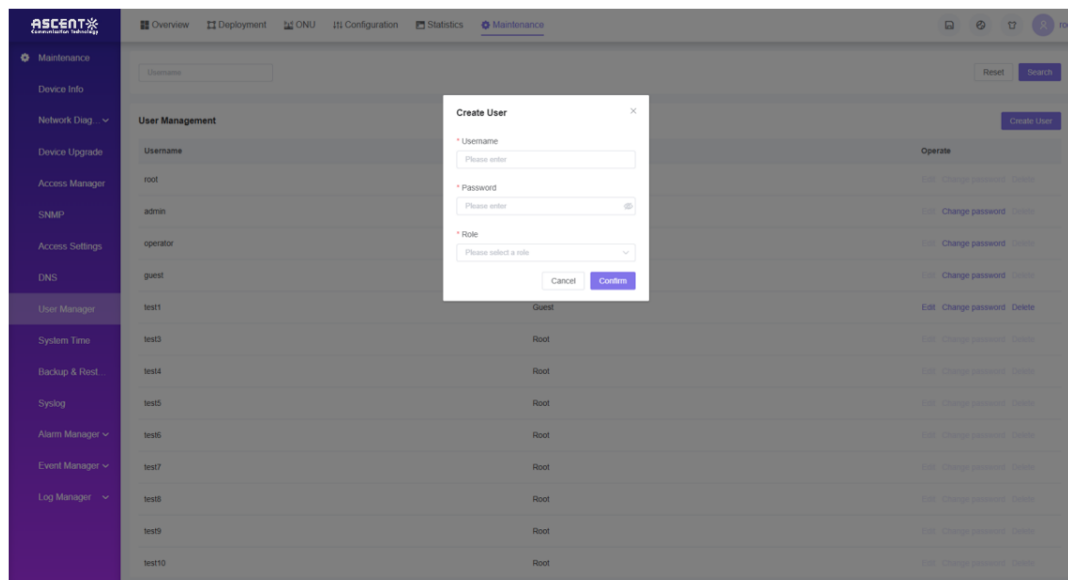 ASCENT
Communication Technology
Overview Deployment ONU Configuration Statistics Maintenance
Maintenance
Device Info
Network Diag...
Device Upgrade
Access Manager
SNMP
Access Settings
DNS
User Manager
System Time
Backup & Rest...
Syslog
Alarm Manager
Event Manager
Log Manager
Username
Reset Search
User Management
Create User
Username Operate
root Edit Change password Delete
admin Edit Change password Delete
operator Edit Change password Delete
guest Edit Change password Delete
test1 Guest Edit Change password Delete
test3 Root Edit Change password Delete
test4 Root Edit Change password Delete
test5 Root Edit Change password Delete
test6 Root Edit Change password Delete
test7 Root Edit Change password Delete
test8 Root Edit Change password Delete
test9 Root Edit Change password Delete
test10 Root Edit Change password Delete
Create User
* Username
Please enter
* Password
Please enter
* Role
Please select a role
Cancel Confirm